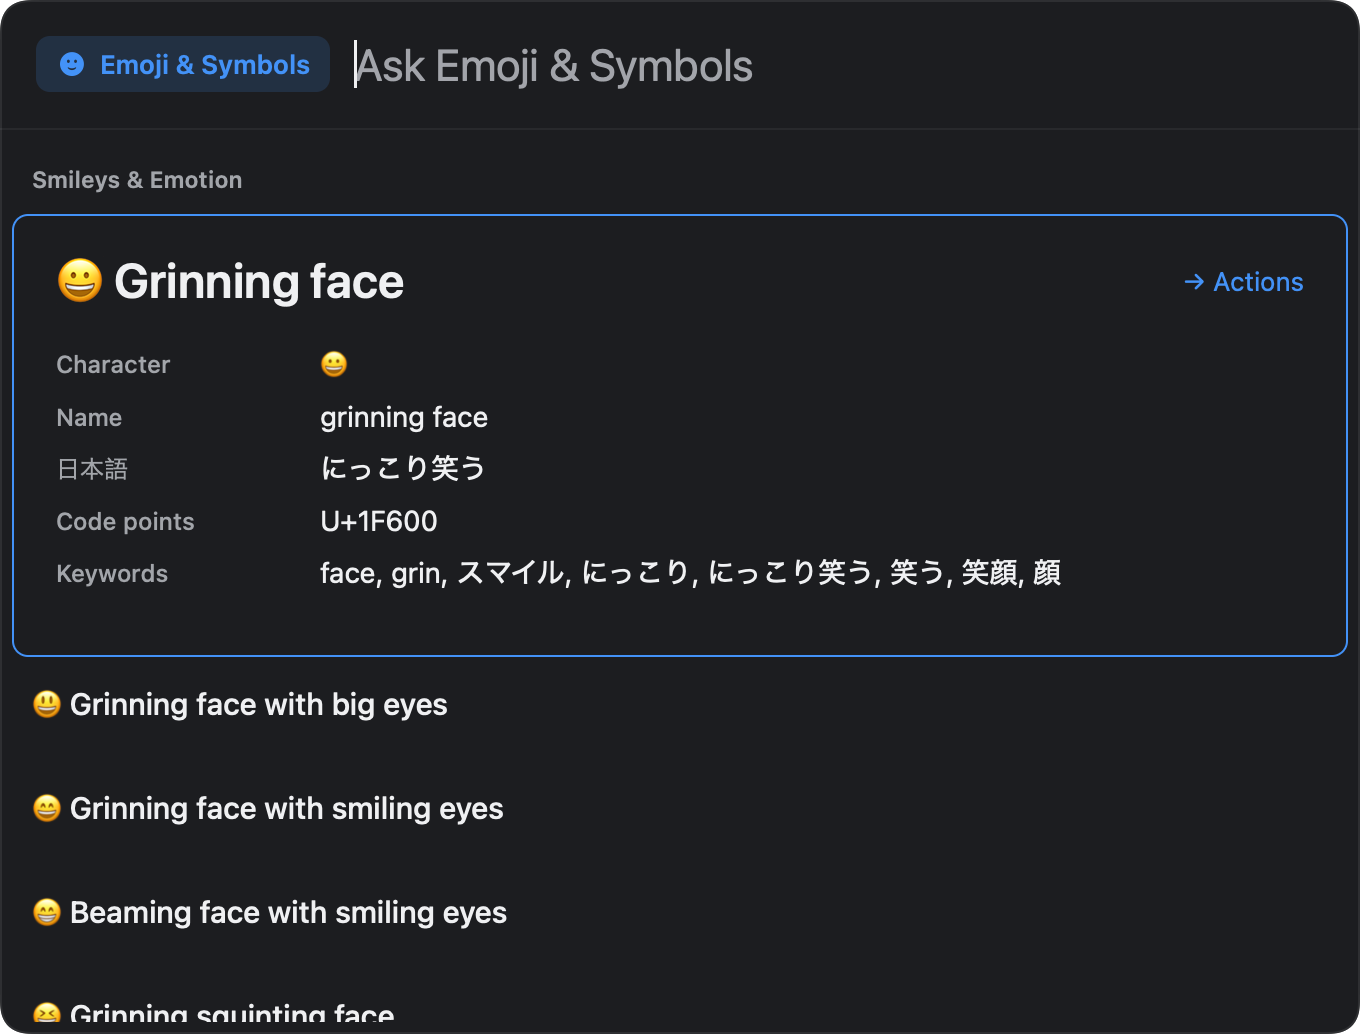 Emoji & Symbols
Ask Emoji & Symbols
Smileys & Emotion
😀 Grinning face
→ Actions
Character 😀
Name grinning face
日本語 にっこり笑う
Code points U+1F600
Keywords face, grin, スマイル, にっこり, にっこり笑う, 笑う, 笑顔, 顔
😃 Grinning face with big eyes
😄 Grinning face with smiling eyes
😁 Beaming face with smiling eyes
😆 Grinning squinting face